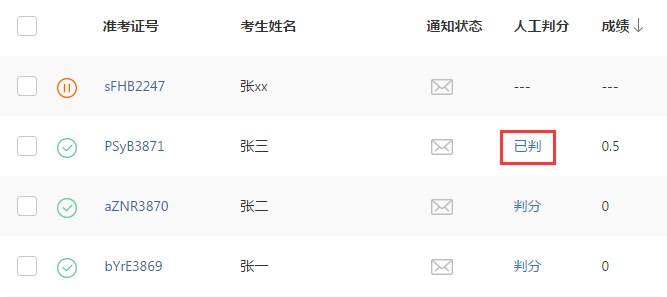 准考证号 考生姓名 通知状态 人工判分 成绩
sFHB2247 张xx --- ---
PSyB3871 张三 已判 0.5
aZNR3870 张二 判分 0
bYrE3869 张一 判分 0